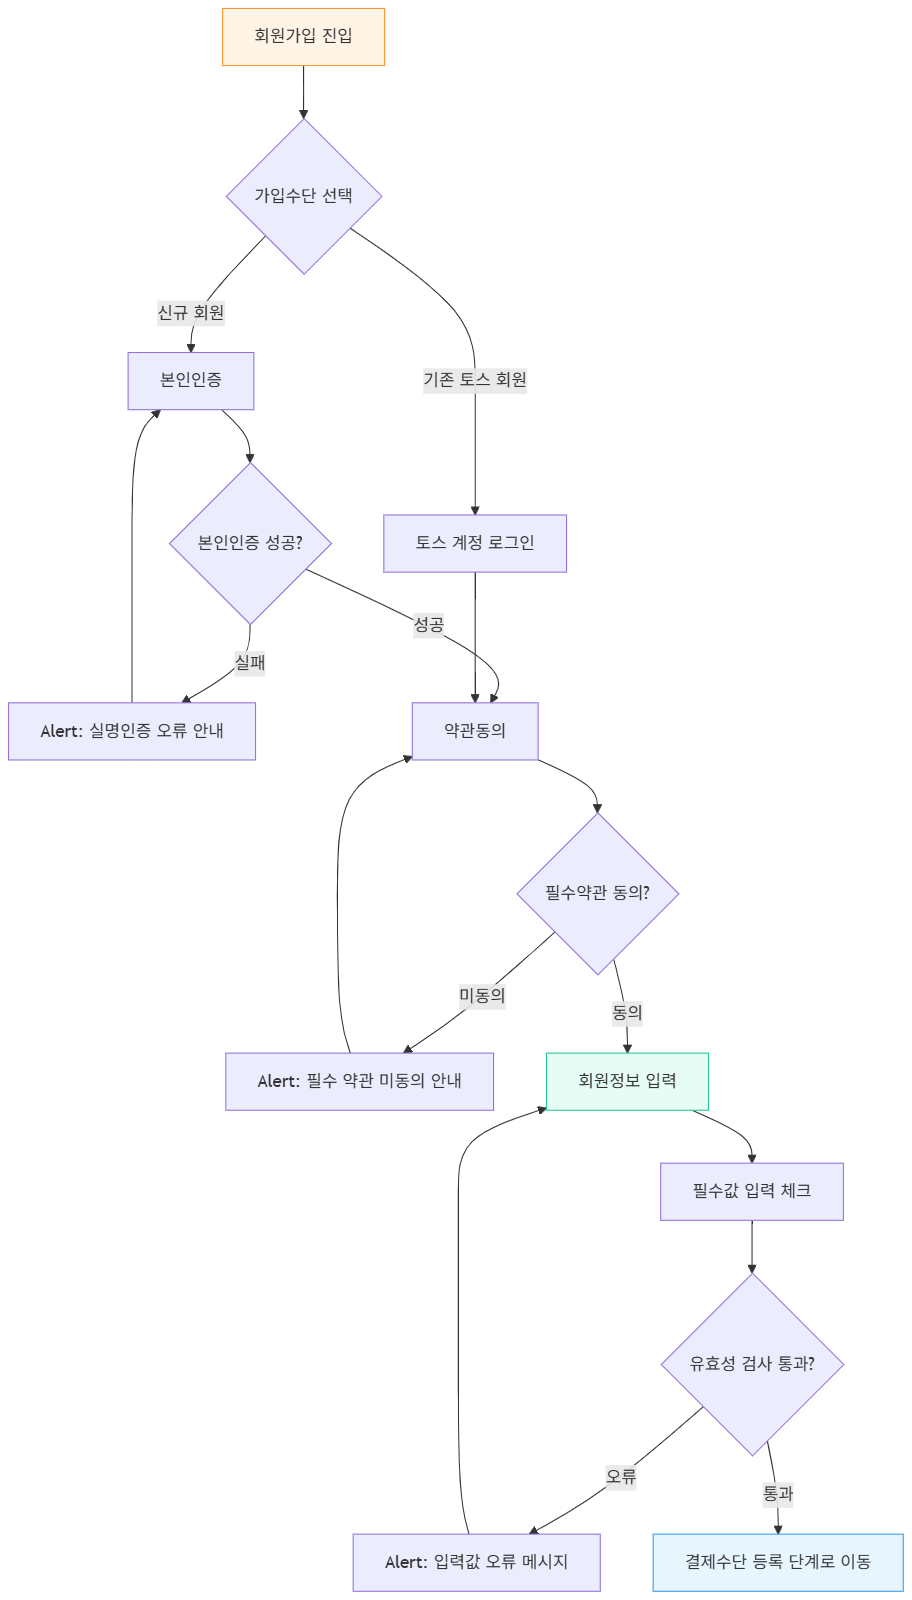 회원가입 진입
가입수단 선택
신규 회원
본인인증
기존 토스 회원
본인인증 성공?
토스 계정 로그인
성공
실패
Alert: 실명인증 오류 안내
약관동의
필수약관 동의?
미동의
동의
Alert: 필수 약관 미동의 안내
회원정보 입력
필수값 입력 체크
유효성 검사 통과?
오류
통과
Alert: 입력값 오류 메시지
결제수단 등록 단계로 이동